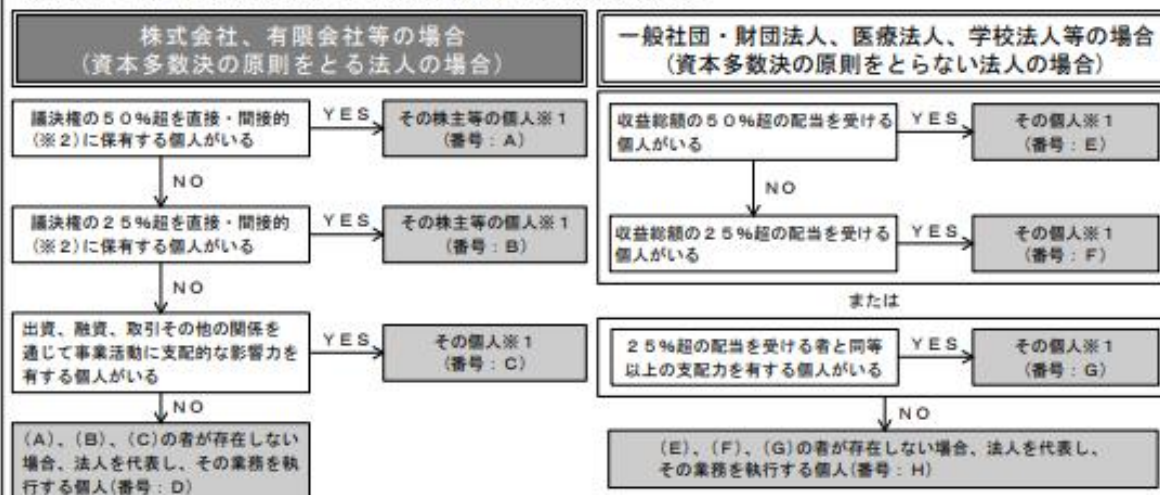 株式会社、有限会社等の場合
(資本多数決の原則をとる法人の場合)
議決権の50%超を直接・間接的
(※2)に保有する個人がいる
YES
その株主等の個人※1
(番号:A)
NO
議決権の25%超を直接・間接的
(※2)に保有する個人がいる
YES
その株主等の個人※1
(番号:B)
NO
出資、融資、取引その他の関係を
通じて事業活動に支配的な影響力を
有する個人がいる
YES
その個人※1
(番号:C)
NO
(A)、(B)、(C)の者が存在しない
場合、法人を代表し、その業務を執
行する個人(番号:D)
一般社団・財団法人、医療法人、学校法人等の場合
(資本多数決の原則をとらない法人の場合)
収益総額の50%超の配当を受ける
個人がいる
YES
その個人※1
(番号:E)
NO
収益総額の25%超の配当を受ける
個人がいる
YES
その個人※1
(番号:F)
または
25%超の配当を受ける者と同等
以上の支配力を有する個人がいる
YES
その個人※1
(番号:G)
NO
(E)、(F)、(G)の者が存在しない場合、法人を代表し、
その業務を執行する個人(番号:H)